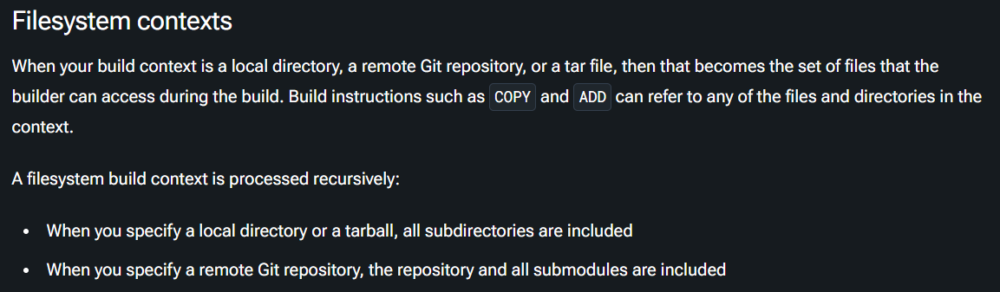 Filesystem contexts
When your build context is a local directory, a remote Git repository, or a tar file, then that becomes the set of files that the
builder can access during the build. Build instructions such as COPY and ADD can refer to any of the files and directories in the
context.
A filesystem build context is processed recursively:
• When you specify a local directory or a tarball, all subdirectories are included
• When you specify a remote Git repository, the repository and all submodules are included